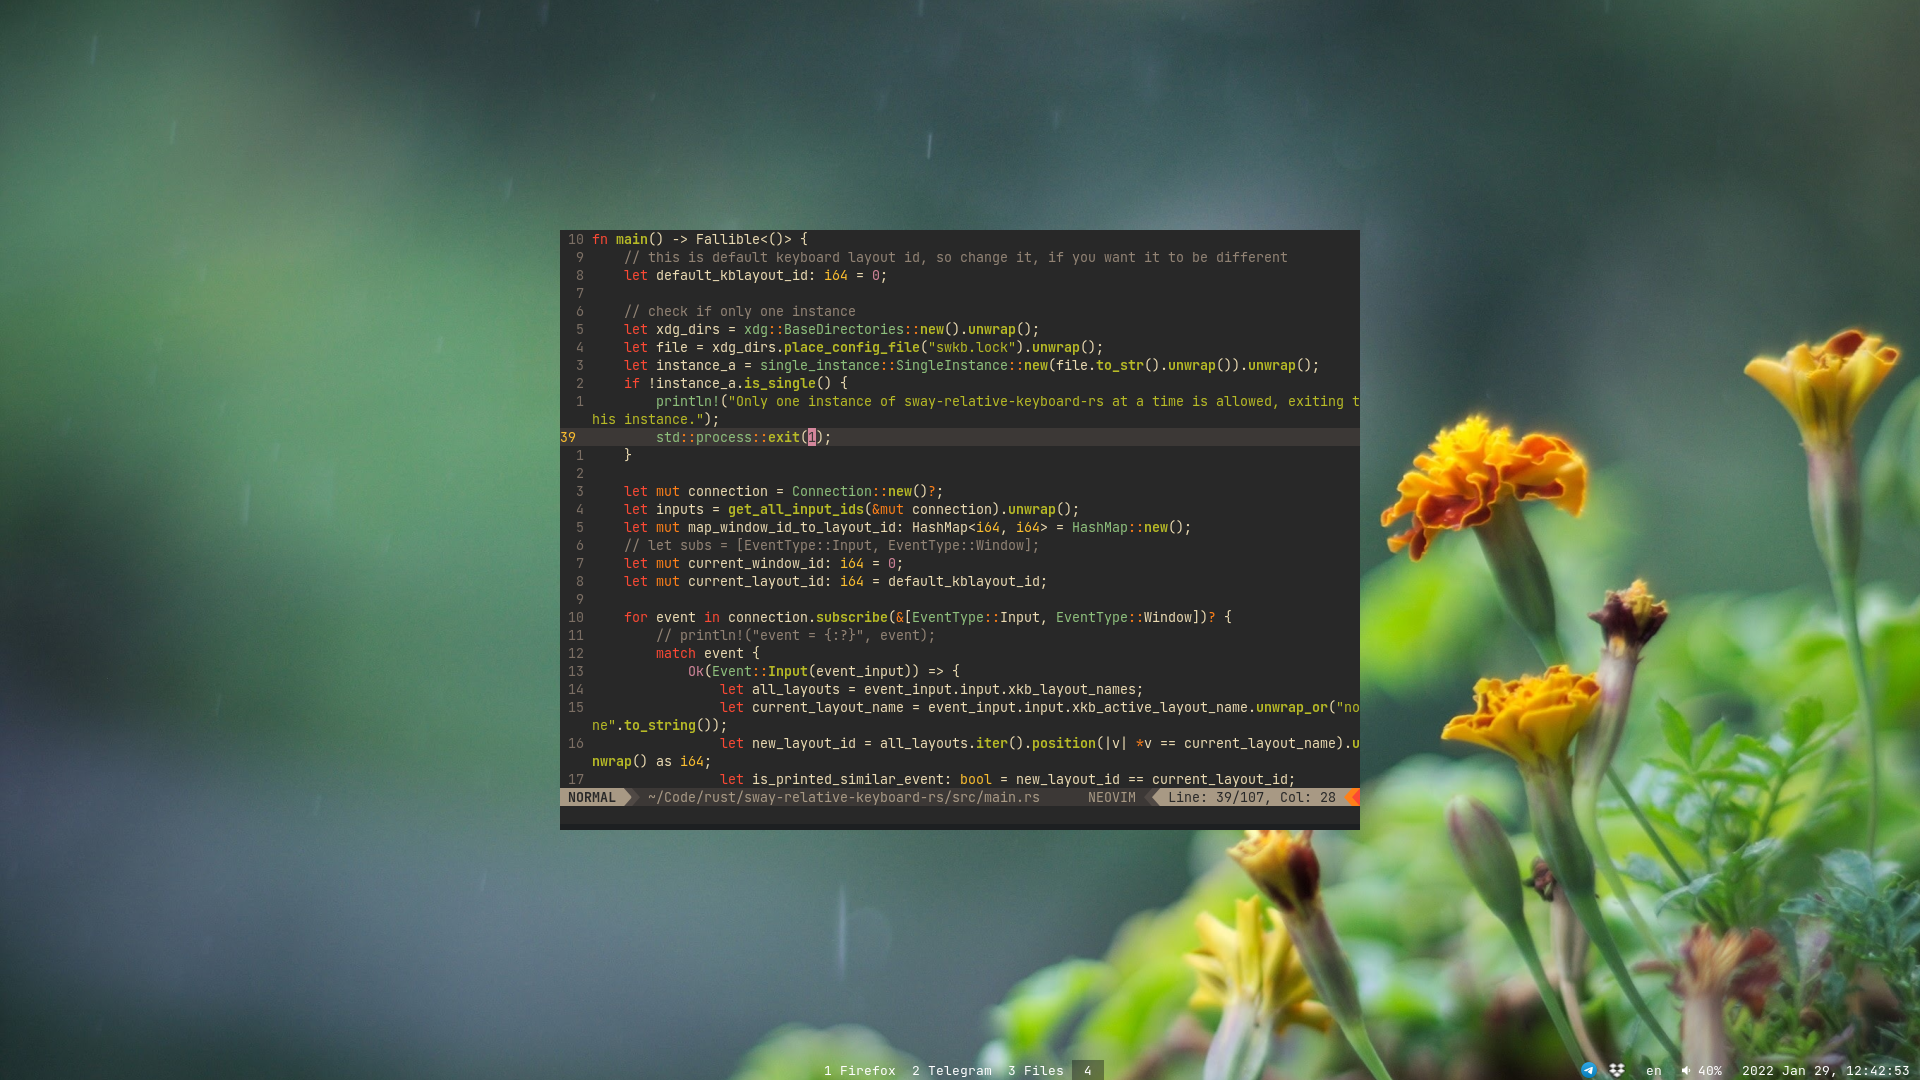 10 fn main() -> Fallible<()> {
9     // this is default keyboard layout id, so change it, if you want it to be different
8     let default_kblayout_id: i64 = 0;
7
6     // check if only one instance
5     let xdg_dirs = xdg::BaseDirectories::new().unwrap();
4     let file = xdg_dirs.place_config_file("swkb.lock").unwrap();
3     let instance_a = single_instance::SingleInstance::new(file.to_str().unwrap()).unwrap();
2     if !instance_a.is_single() {
1         println!("Only one instance of sway-relative-keyboard-rs at a time is allowed, exiting t
his instance.");
39         std::process::exit(1);
1     }
2
3     let mut connection = Connection::new()?;
4     let inputs = get_all_input_ids(&mut connection).unwrap();
5     let mut map_window_id_to_layout_id: HashMap<i64, i64> = HashMap::new();
6     // let subs = [EventType::Input, EventType::Window];
7     let mut current_window_id: i64 = 0;
8     let mut current_layout_id: i64 = default_kblayout_id;
9
10     for event in connection.subscribe(&[EventType::Input, EventType::Window])? {
11         // println!("event = {:?}", event);
12         match event {
13             Ok(Event::Input(event_input)) => {
14                 let all_layouts = event_input.input.xkb_layout_names;
15                 let current_layout_name = event_input.input.xkb_active_layout_name.unwrap_or("no
ne".to_string());
16                 let new_layout_id = all_layouts.iter().position(|v| *v == current_layout_name).u
nwrap() as i64;
17                 let is_printed_similar_event: bool = new_layout_id == current_layout_id;
NORMAL ~/Code/rust/sway-relative-keyboard-rs/src/main.rs NEOVIM Line: 39/107, Col: 28
1 Firefox 2 Telegram 3 Files 4 en 40% 2022 Jan 29, 12:42:53